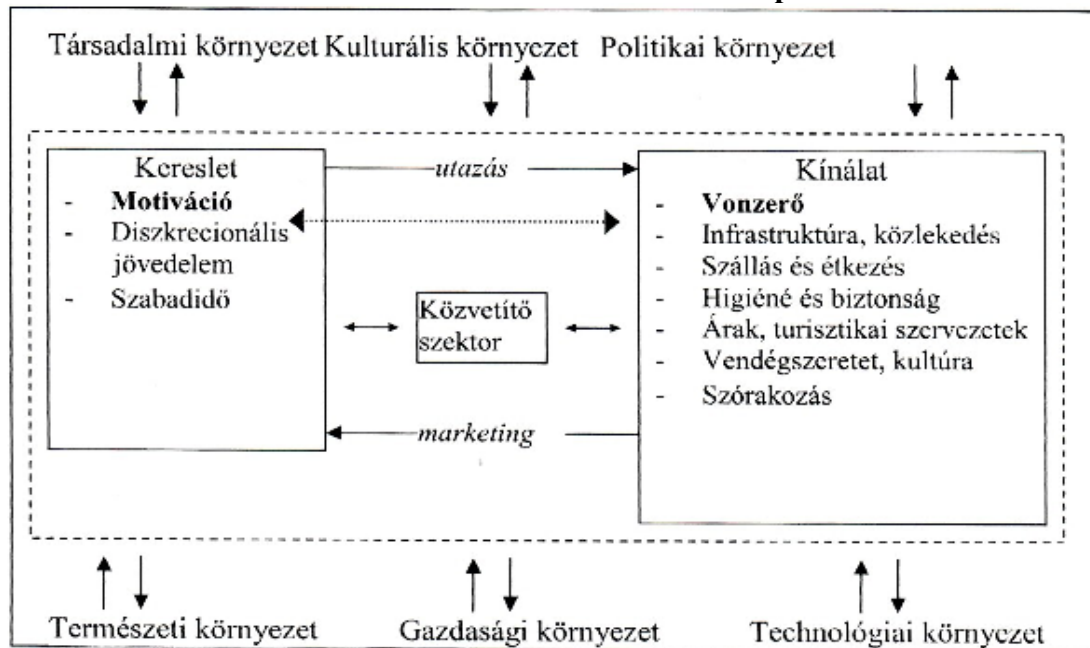 Társadalmi környezet Kulturális környezet Politikai környezet
Kereslet
- Motiváció
- Diszkrecionális
jövedelem
- Szabadidő
utazás
Közvetítő
szektor
marketing
Kínálat
- Vonzerő
- Infrastruktúra, közlekedés
- Szállás és étkezés
- Higiéné és biztonság
- Árak, turisztikai szervezetek
- Vendégszeretet, kultúra
- Szórakozás
Természeti környezet Gazdasági környezet Technológiai környezet